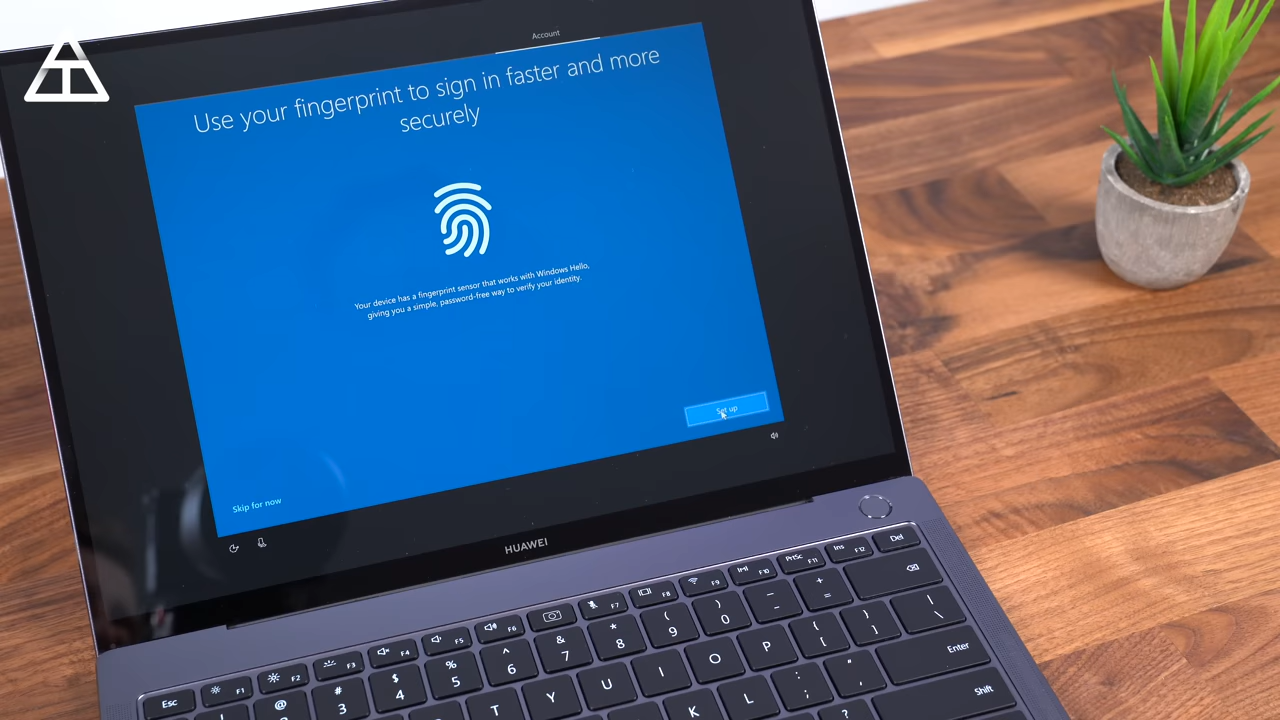 Account
Use your fingerprint to sign in faster and more
securely
Your device has a fingerprint sensor that works with Windows Hello,
giving you a simple, password-free way to verify your identity.
Set up
Skip for now
HUAWEI
Esc F1 F2 F3 F4 F5 F6 F7 F8 F9 F10 PrtSc F11 Ins F12 Del
! @ 2 # 3 $ 4 % 5 ^ 6 & 7 * 8 ( 9 ) 0 _ - + =
T Y U I O P { [ } ] | \
K L : ; " ' Enter
? Shift